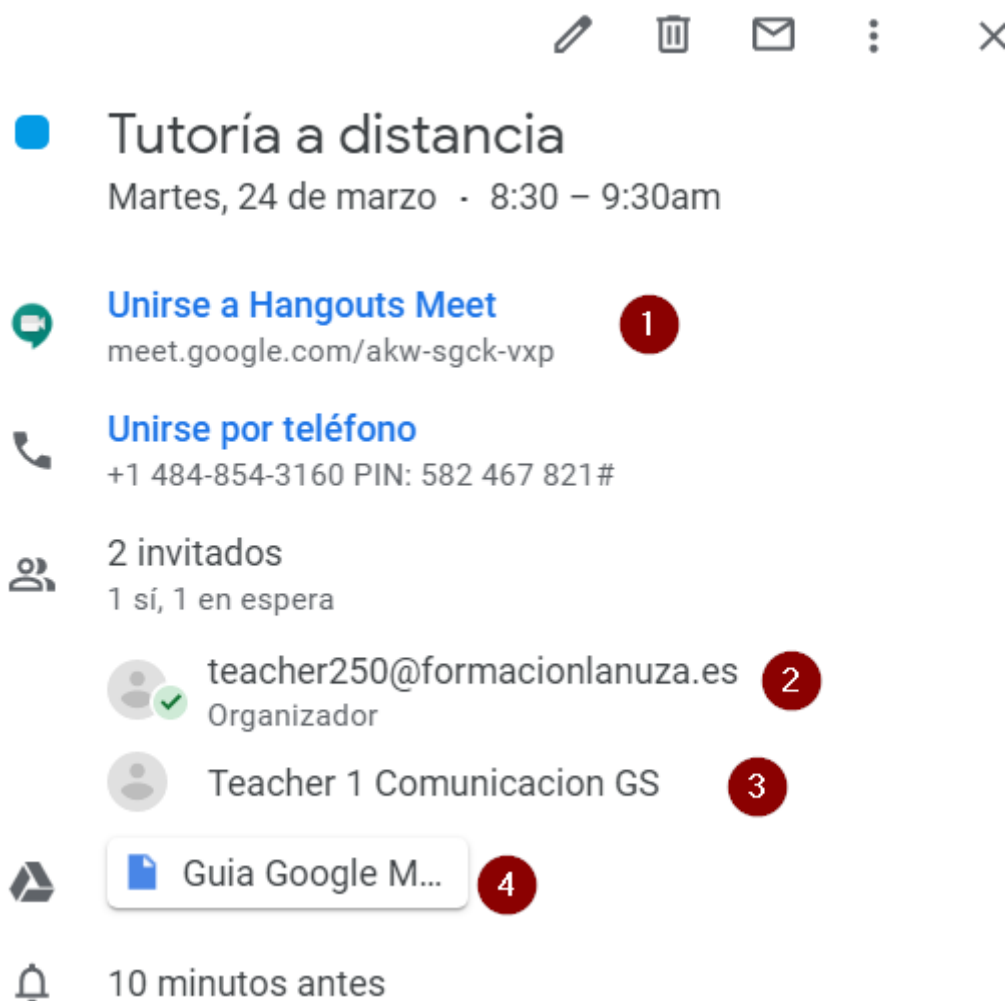 Tutoría a distancia
Martes, 24 de marzo · 8:30 – 9:30am
Unirse a Hangouts Meet
1
meet.google.com/akw-sgck-vxp
Unirse por teléfono
+1 484-854-3160 PIN: 582 467 821#
2 invitados
1 sí, 1 en espera
teacher250@formacionlanuza.es
2
Organizador
Teacher 1 Comunicacion GS
3
Guia Google M...
4
10 minutos antes